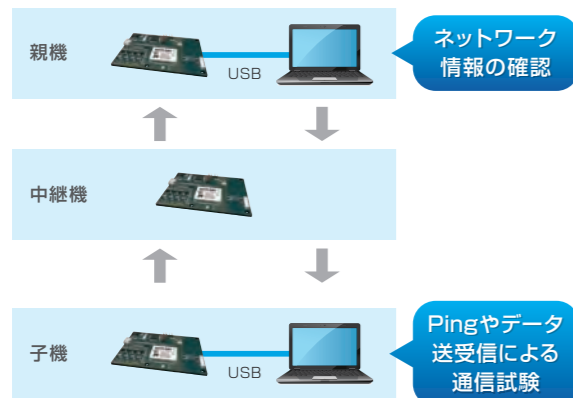 親機
USB
ネットワーク
情報の確認
中継機
子機
USB
Pingやデータ
送受信による
通信試験